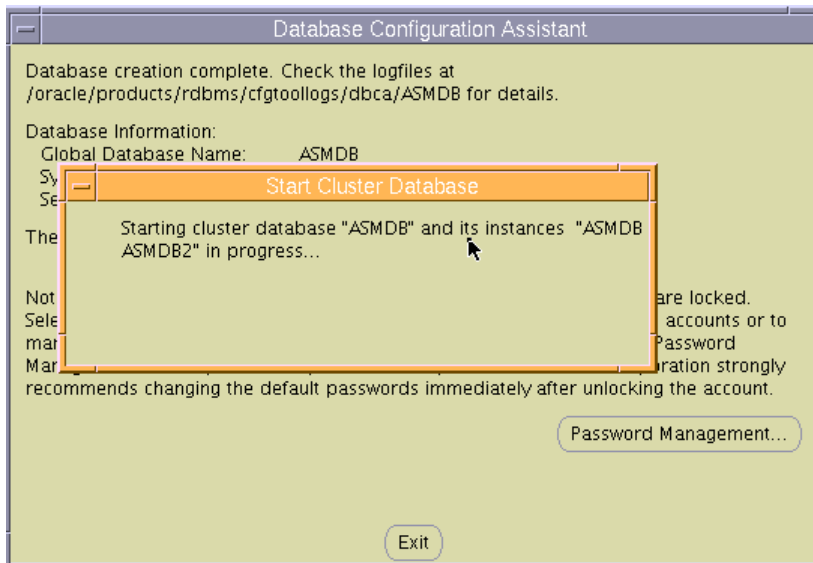 Database Configuration Assistant
Database creation complete. Check the logfiles at
/oracle/products/rdbms/cfgtoollogs/dbca/ASMDB for details.
Database Information:
Global Database Name: ASMDB
Start Cluster Database
Starting cluster database "ASMDB" and its instances "ASMDB
ASMDB2" in progress...
The
are locked.
accounts or to
Password
strongly
recommends changing the default passwords immediately after unlocking the account.
Password Management...
Exit